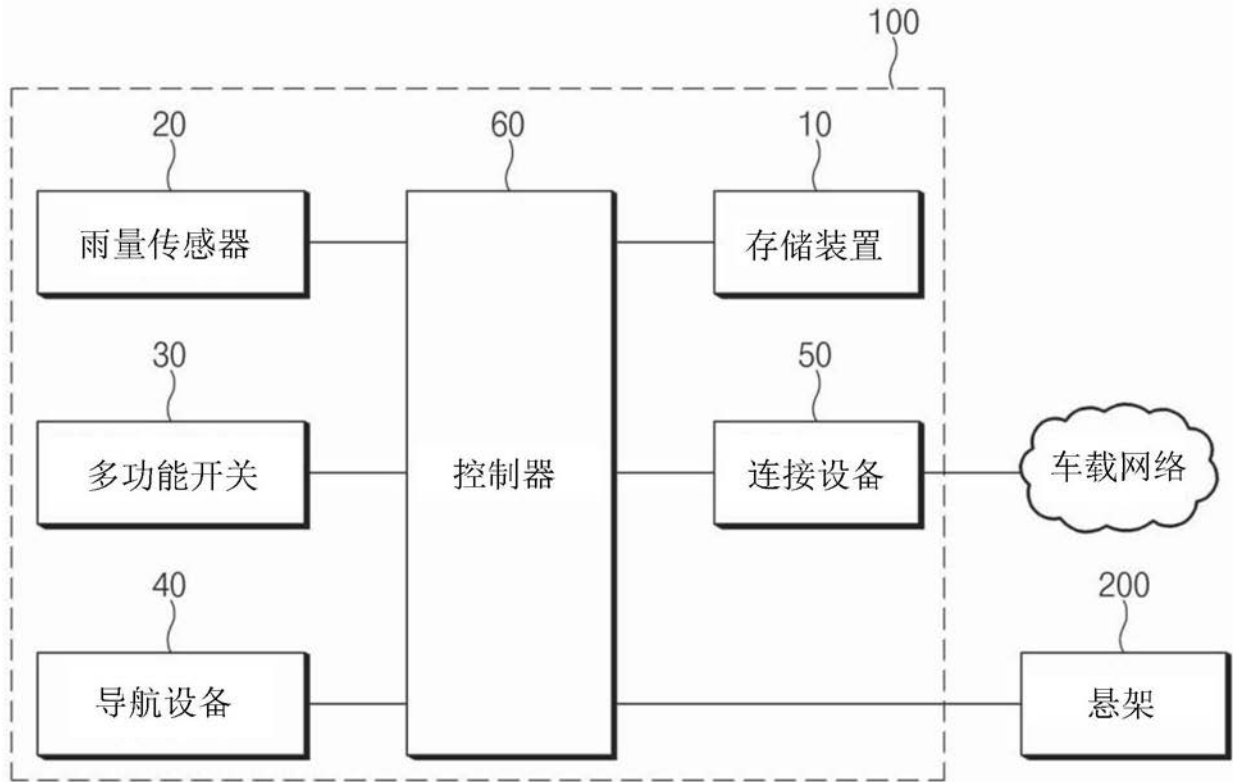 100
20
60
10
雨量传感器
存储装置
30
50
多功能开关
控制器
连接设备
车载网络
40
200
导航设备
悬架